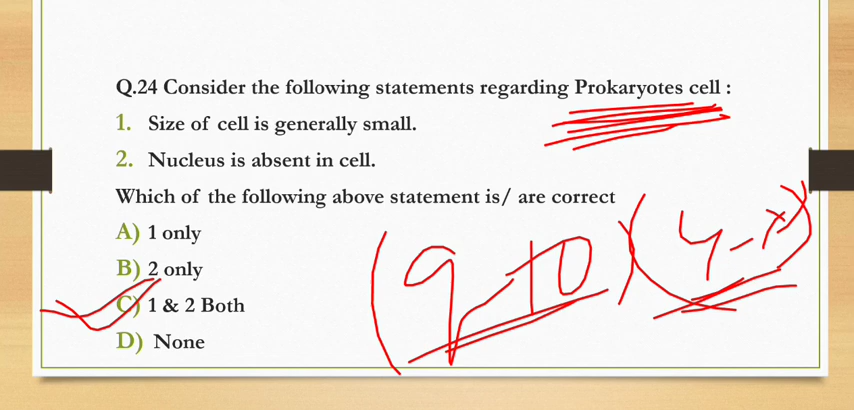 Q.24 Consider the following statements regarding Prokaryotes cell :
1. Size of cell is generally small.
2. Nucleus is absent in cell.
Which of the following above statement is/ are correct
A) 1 only
B) 2 only
C) 1 & 2 Both
D) None
(9-10)